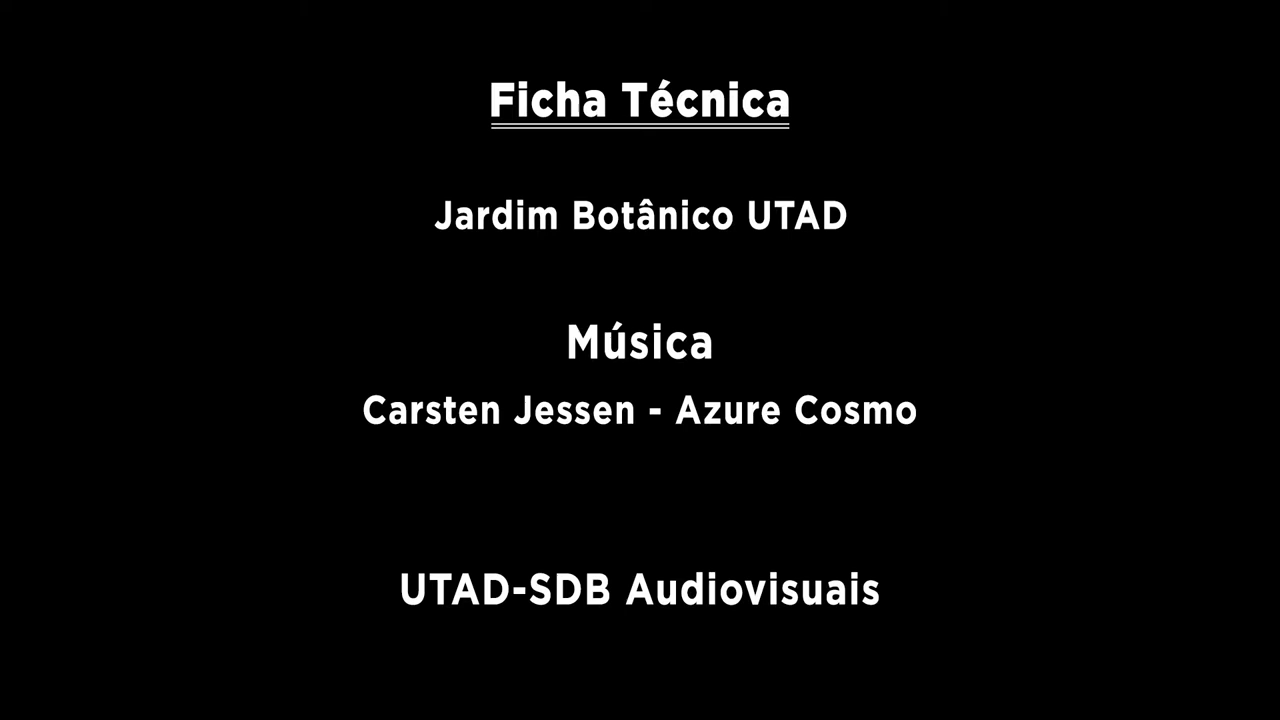 Ficha Técnica
Jardim Botânico UTAD
Música
Carsten Jessen - Azure Cosmo
UTAD-SDB Audiovisuais